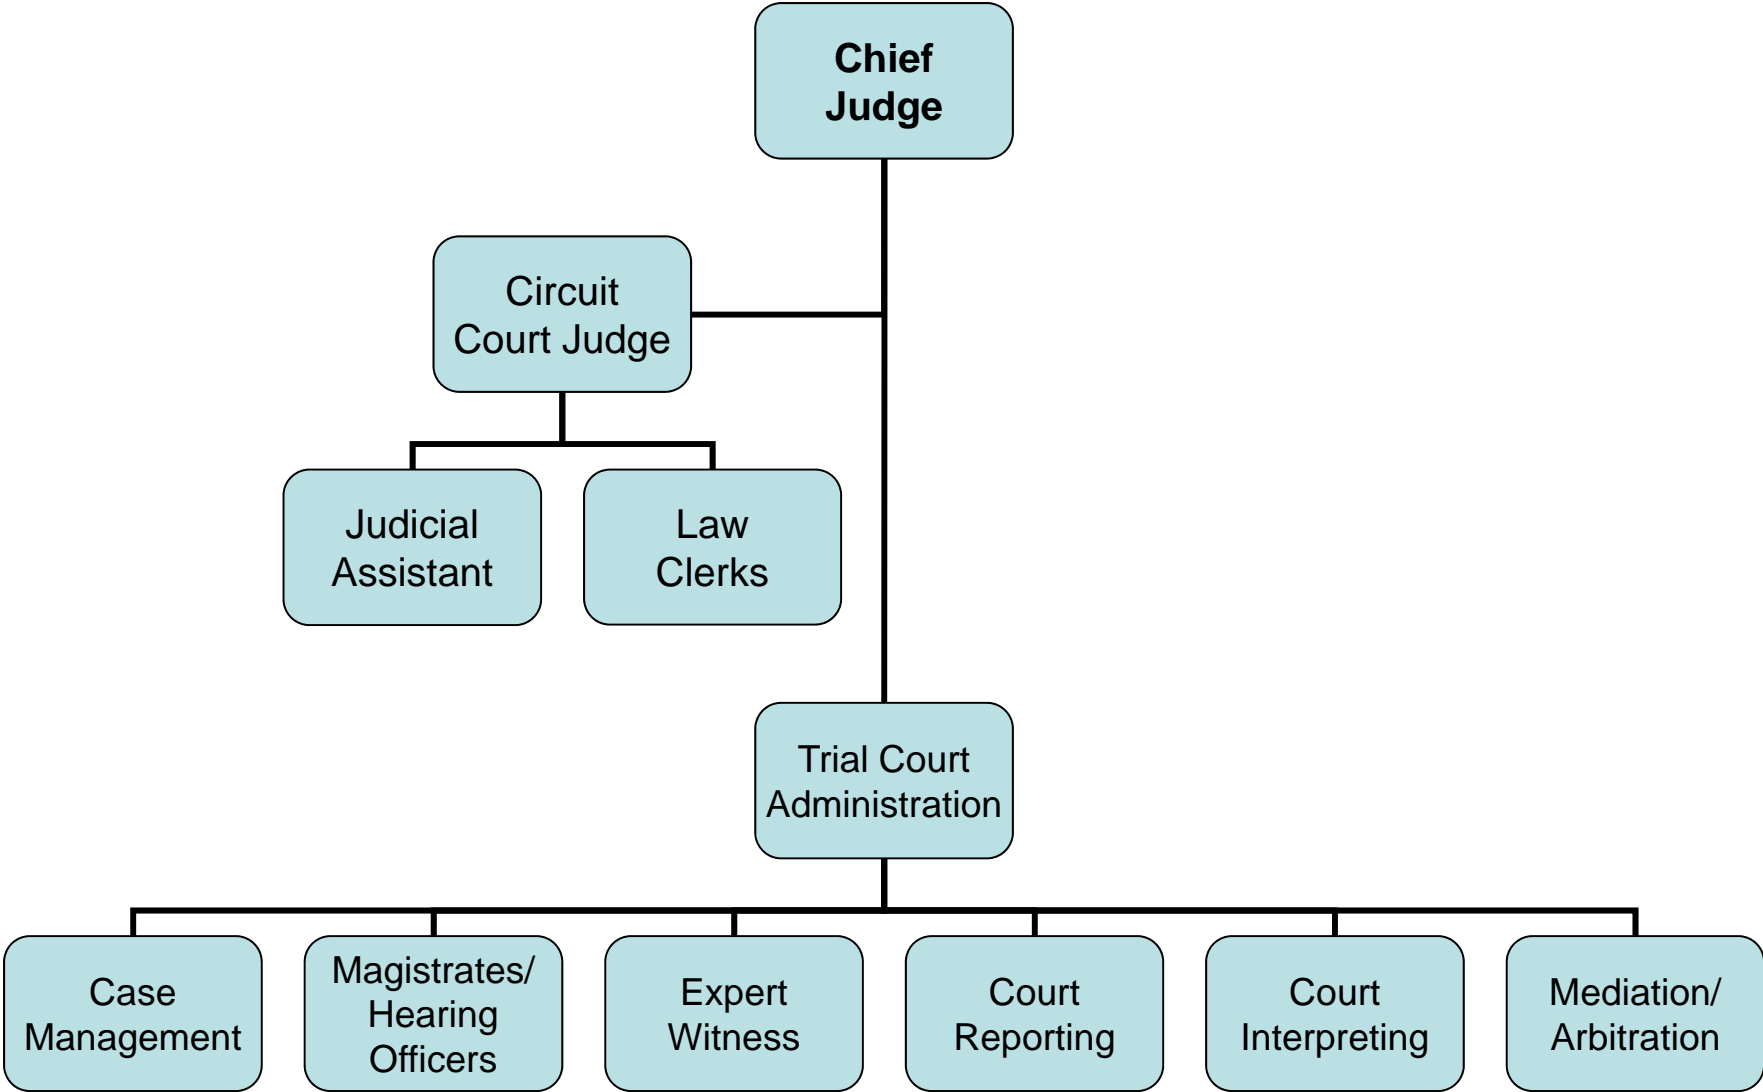 Chief
Judge
Circuit
Court Judge
Judicial
Assistant
Law
Clerks
Trial Court
Administration
Case
Management
Magistrates/
Hearing
Officers
Expert
Witness
Court
Reporting
Court
Interpreting
Mediation/
Arbitration